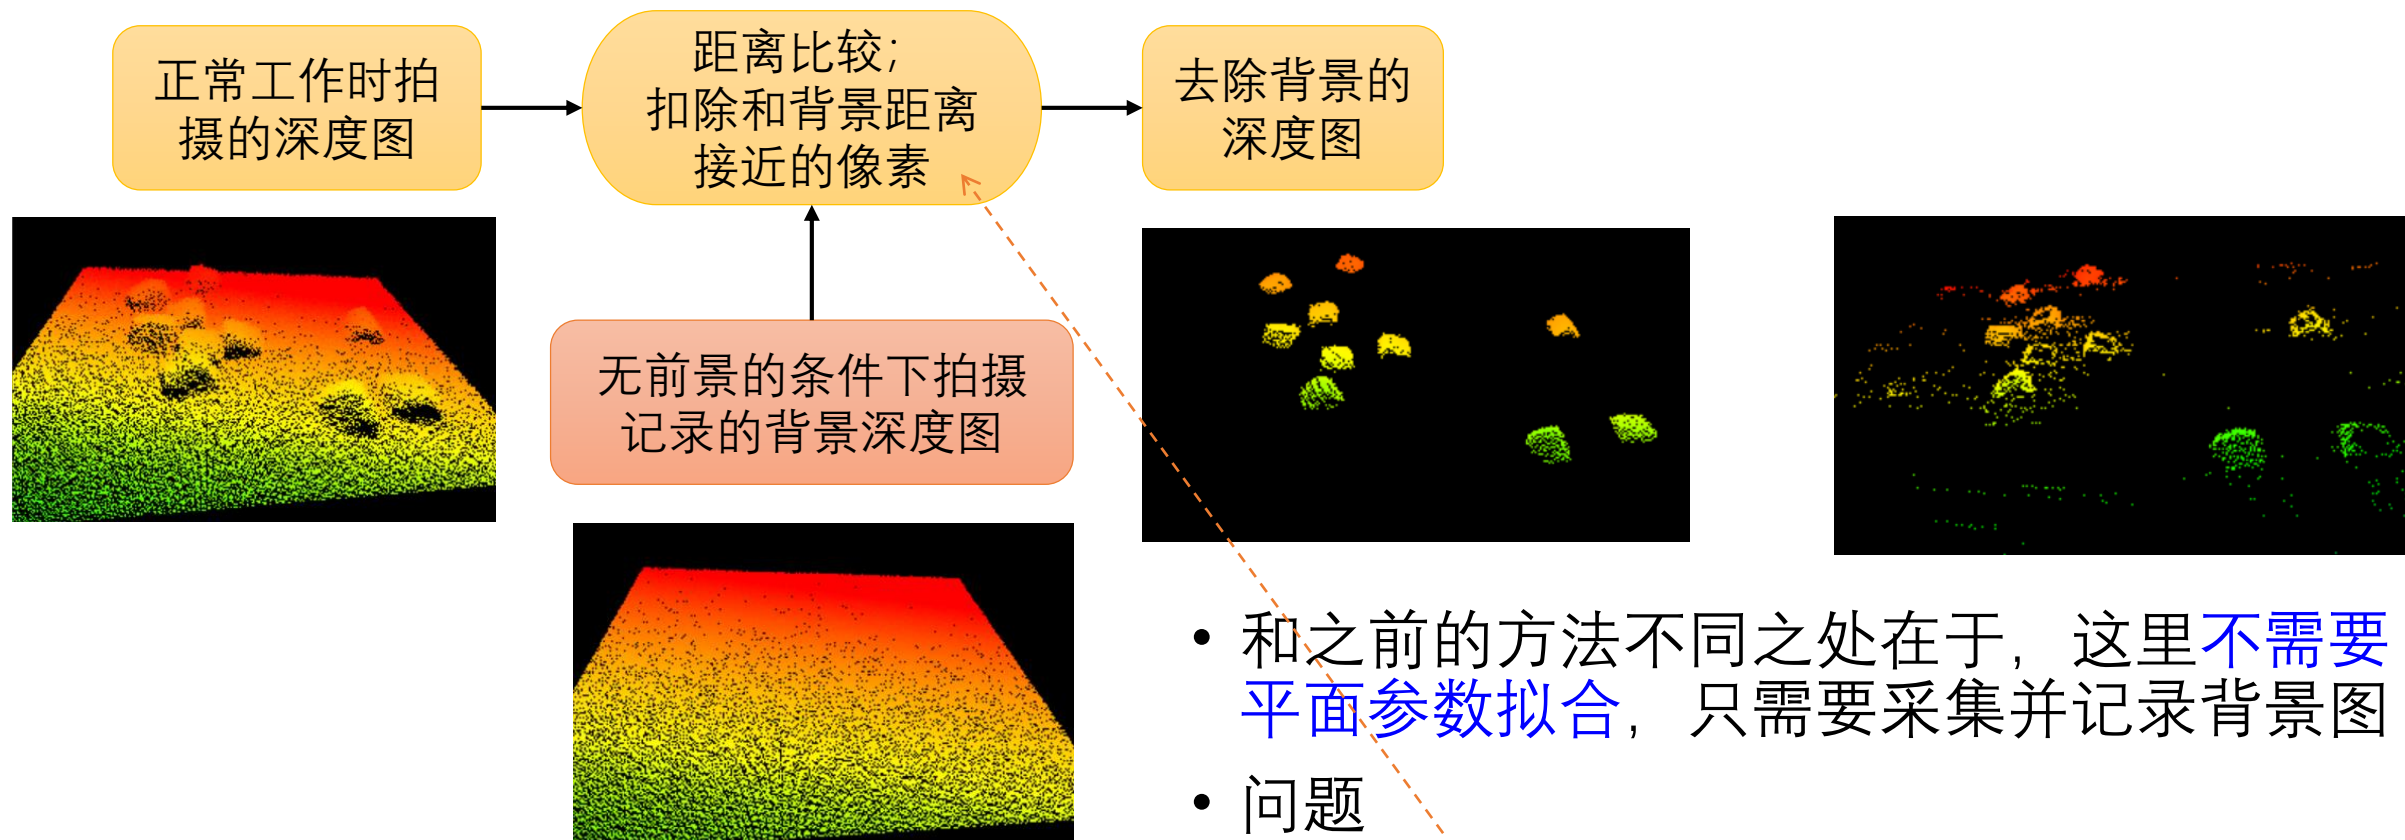 正常工作时拍
摄的深度图
距离比较;
扣除和背景距离
接近的像素
去除背景的
深度图
无前景的条件下拍摄
记录的背景深度图
• 和之前的方法不同之处在于,这里不需要
平面参数拟合,只需要采集并记录背景图
• 问题